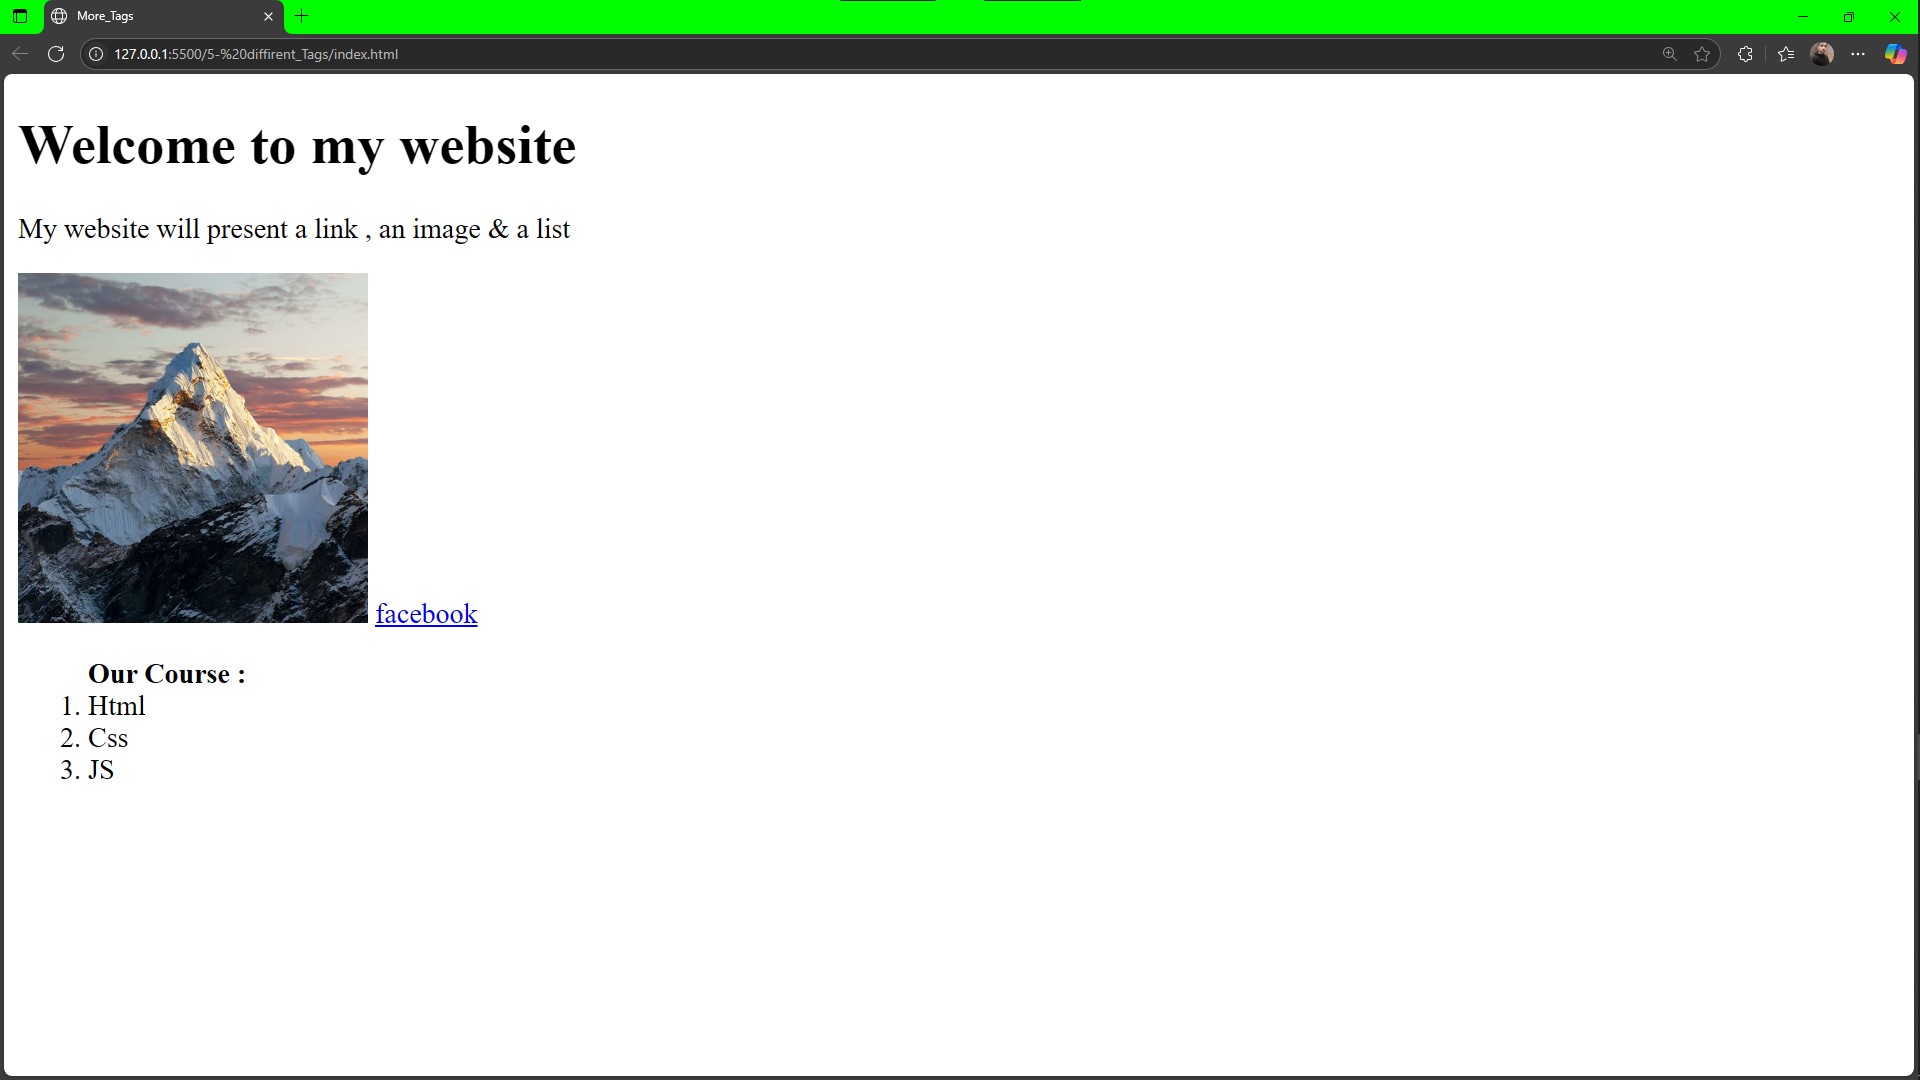 More_Tags
127.0.0.1:5500/5-%20diffirent_Tags/index.html
Welcome to my website
My website will present a link , an image & a list
facebook
Our Course :
1. Html
2. Css
3. JS